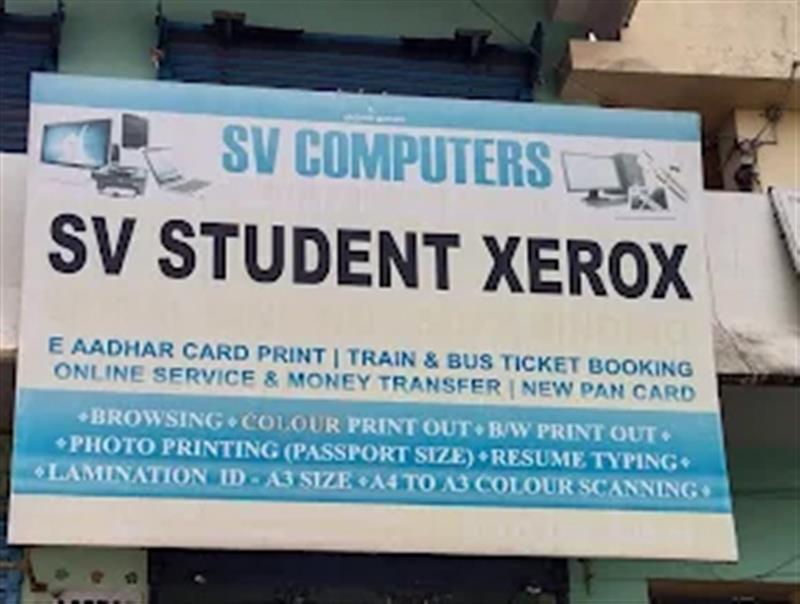 SV COMPUTERS
SV STUDENT XEROX
E AADHAR CARD PRINT | TRAIN & BUS TICKET BOOKING
ONLINE SERVICE & MONEY TRANSFER | NEW PAN CARD
❖BROWSING❖COLOUR PRINT OUT❖B/W PRINT OUT❖
❖PHOTO PRINTING (PASSPORT SIZE)❖RESUME TYPING❖
❖LAMINATION ID - A3 SIZE ❖A4 TO A3 COLOUR SCANNING❖